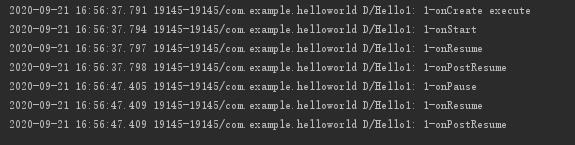 2020-09-21 16:56:37.791 19145-19145/com.example.helloworld D/Hello1: 1-onCreate execute
2020-09-21 16:56:37.794 19145-19145/com.example.helloworld D/Hello1: 1-onStart
2020-09-21 16:56:37.797 19145-19145/com.example.helloworld D/Hello1: 1-onResume
2020-09-21 16:56:37.798 19145-19145/com.example.helloworld D/Hello1: 1-onPostResume
2020-09-21 16:56:47.405 19145-19145/com.example.helloworld D/Hello1: 1-onPause
2020-09-21 16:56:47.409 19145-19145/com.example.helloworld D/Hello1: 1-onResume
2020-09-21 16:56:47.409 19145-19145/com.example.helloworld D/Hello1: 1-onPostResume